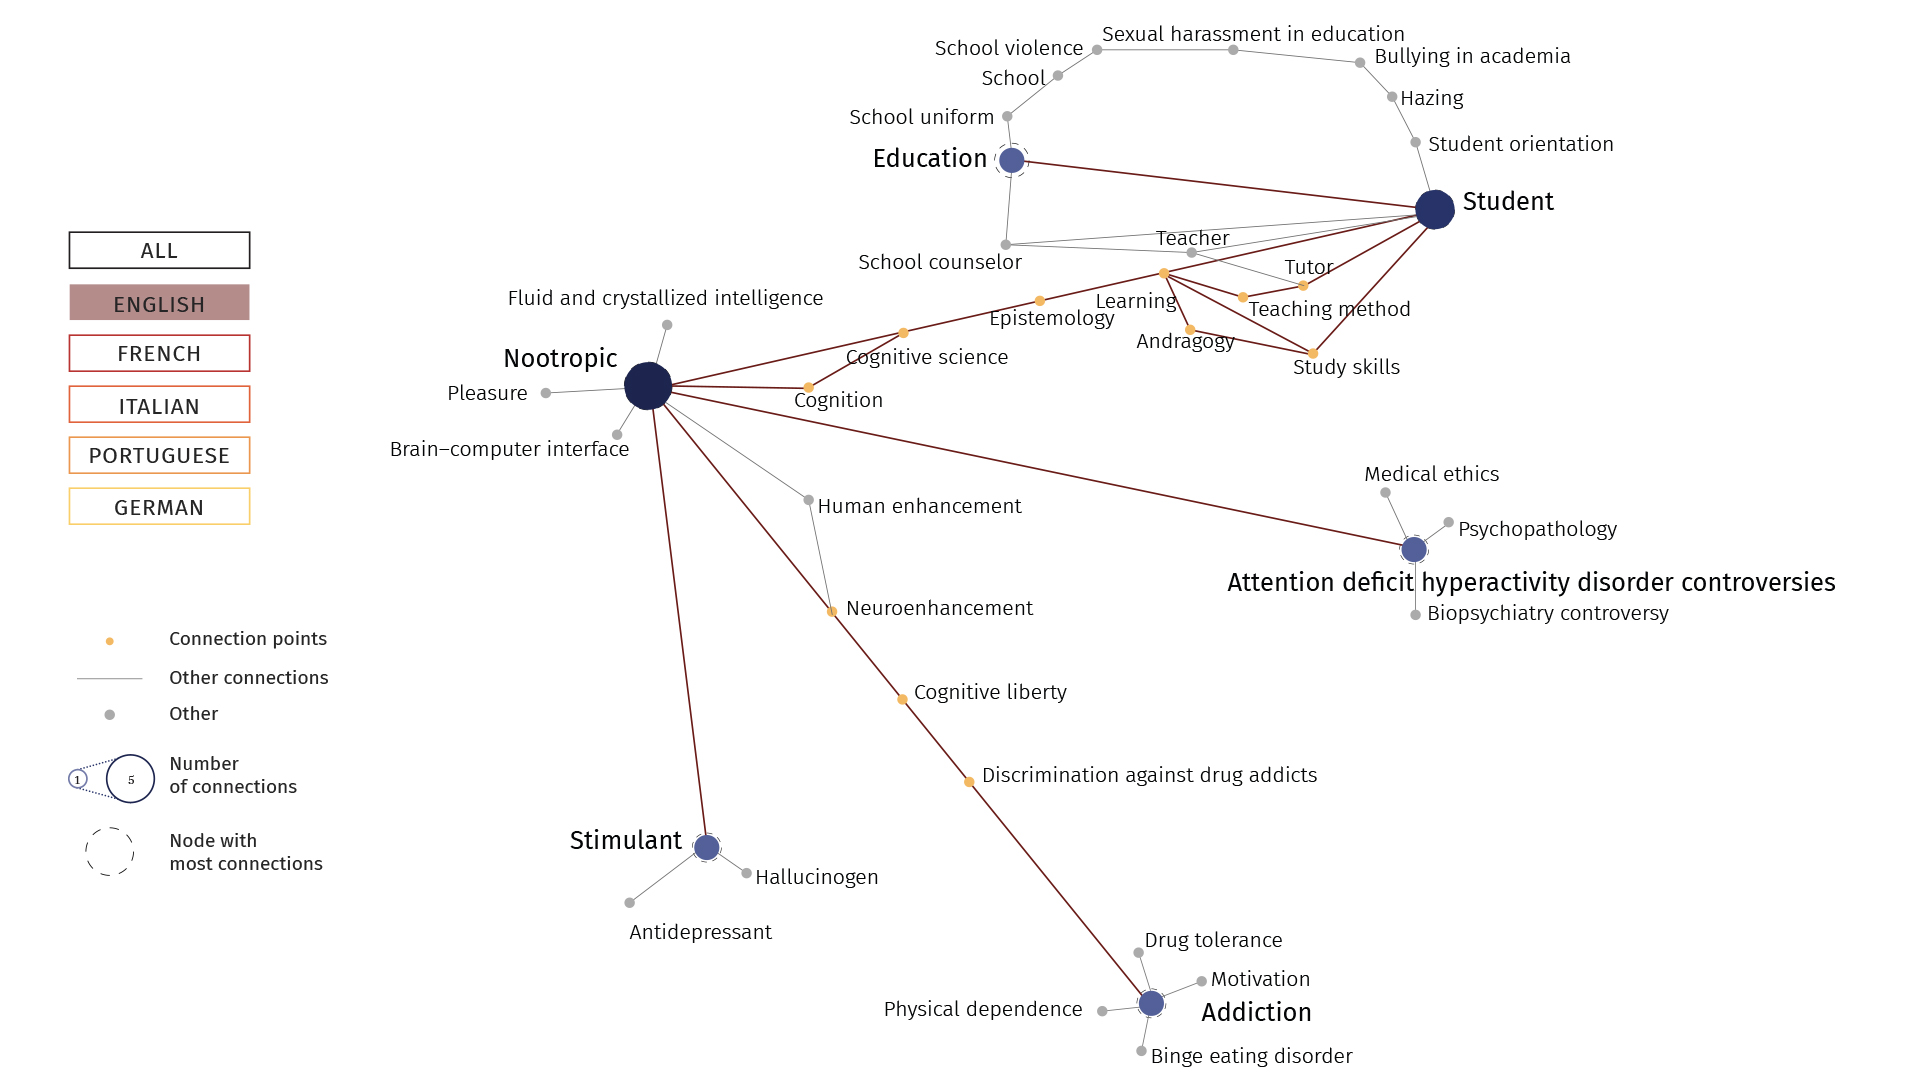 Sexual harassment in education
School violence
Bullying in academia
School
Hazing
School uniform
Student orientation
Education
Student
Teacher
School counselor
Tutor
Learning
Teaching method
Epistemology
Andragogy
Study skills
ALL
ENGLISH
FRENCH
ITALIAN
PORTUGUESE
GERMAN
Fluid and crystallized intelligence
Nootropic
Cognitive science
Pleasure
Cognition
Brain–computer interface
Human enhancement
Medical ethics
Psychopathology
Attention deficit hyperactivity disorder controversies
Biopsychiatry controversy
Neuroenhancement
Cognitive liberty
Discrimination against drug addicts
Connection points
Other connections
Other
1
5
Number
of connections
Node with
most connections
Stimulant
Hallucinogen
Antidepressant
Drug tolerance
Motivation
Physical dependence
Addiction
Binge eating disorder